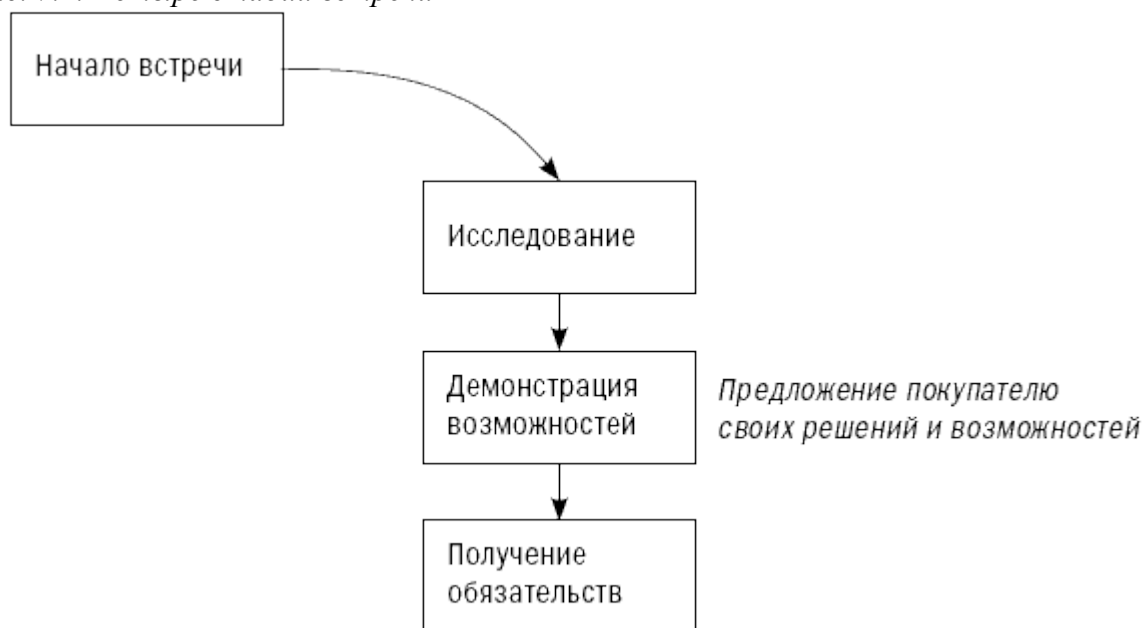 Начало встречи
Исследование
Демонстрация
возможностей
Предложение покупателю
своих решений и возможностей
Получение
обязательств